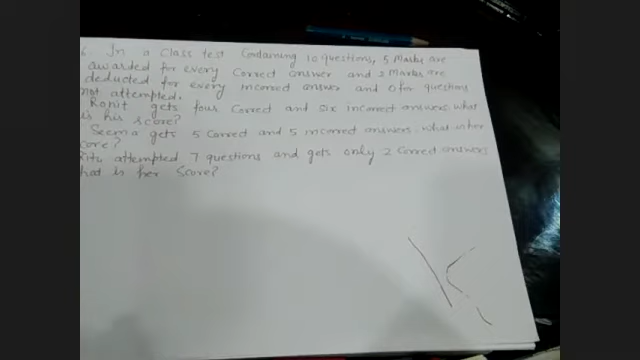 6. In a class test containing 10 questions, 5 Marks are
awarded for every correct answer and 2 Marks are
deducted for every incorrect answer and 0 for questions
not attempted.
Rohit gets four correct and six incorrect answers. what
is his score?
Seema gets 5 correct and 5 incorrect answers what is her
core?
Ritu attempted 7 questions and gets only 2 correct answers
hat is her score?
K